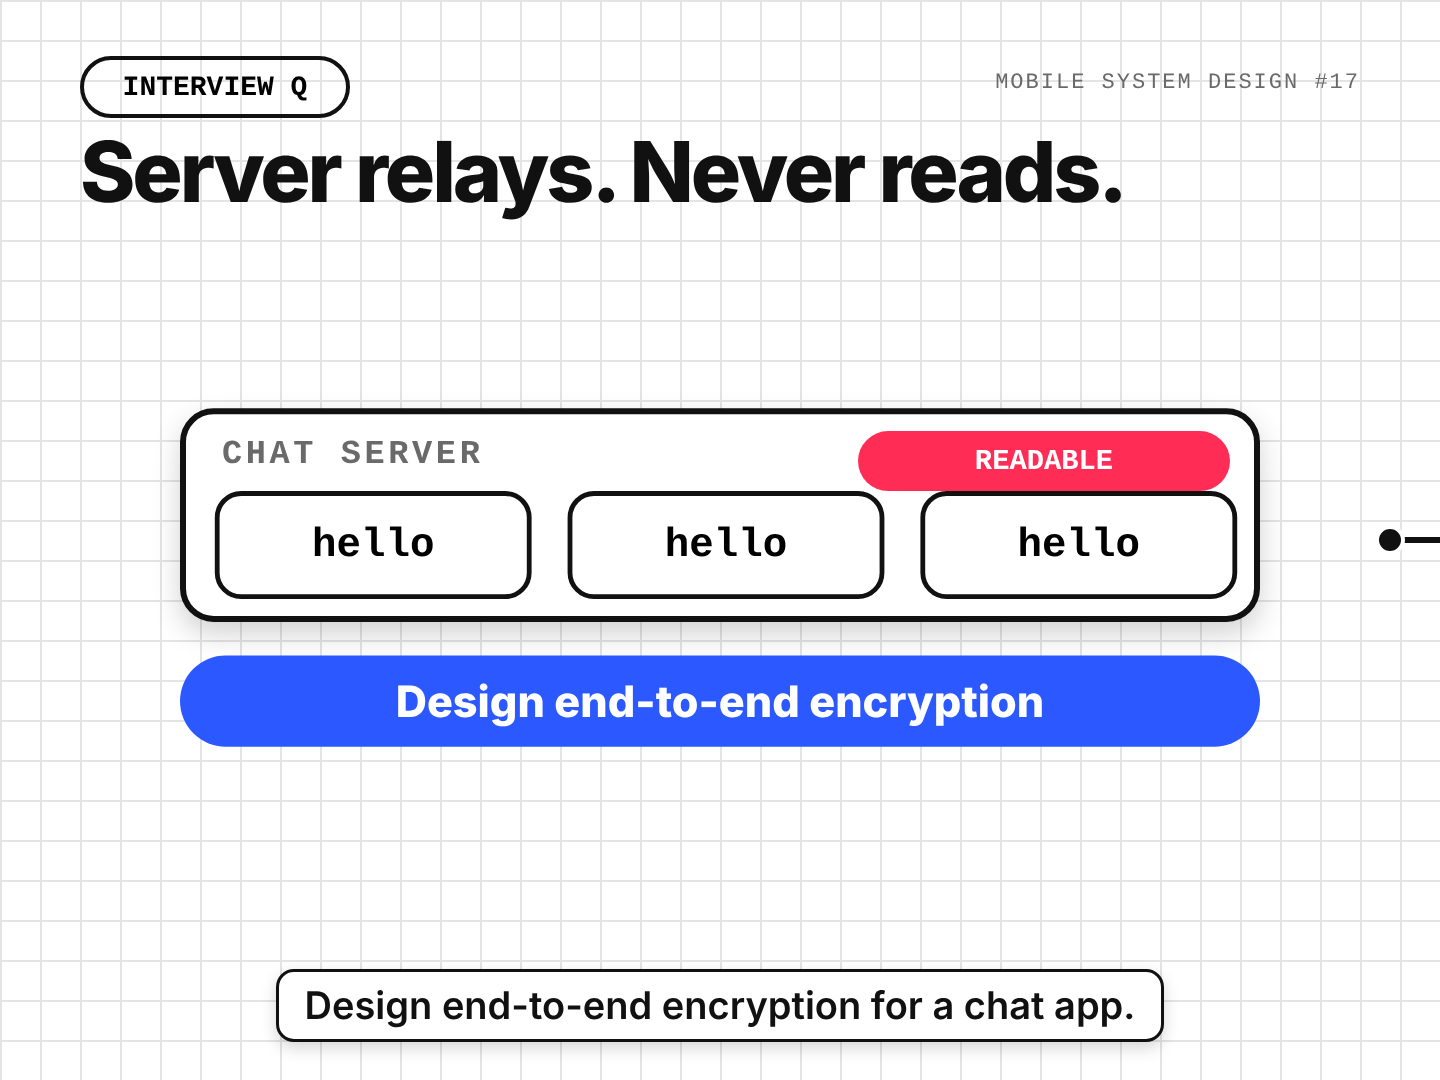 INTERVIEW Q
MOBILE SYSTEM DESIGN #17
Server relays. Never reads.
CHAT SERVER
READABLE
hello
hello
hello
Design end-to-end encryption
Design end-to-end encryption for a chat app.